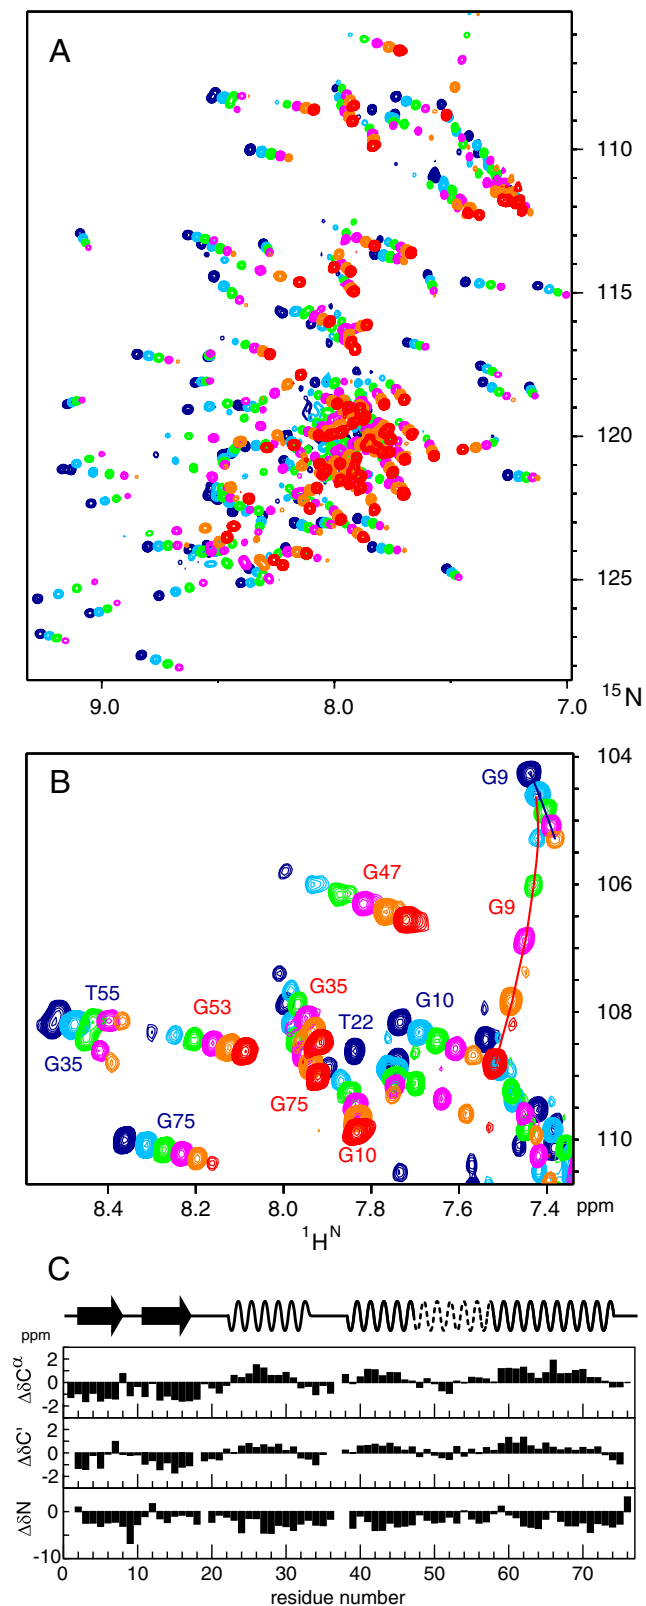 A
110
115
120
125
¹⁵N
9.0 8.0 7.0
B
104
G9
106
G47
G9
T55 G53 G35 T22 G10
108
G35
G75 G75
G10
110
8.4 8.2 8.0 7.8 7.6 7.4 ppm
¹Hᴺ
C
ppm
2
0
-2
ΔδCᵅ
2
0
-2
ΔδC'
0
-10
ΔδN
0 10 20 30 40 50 60 70
residue number